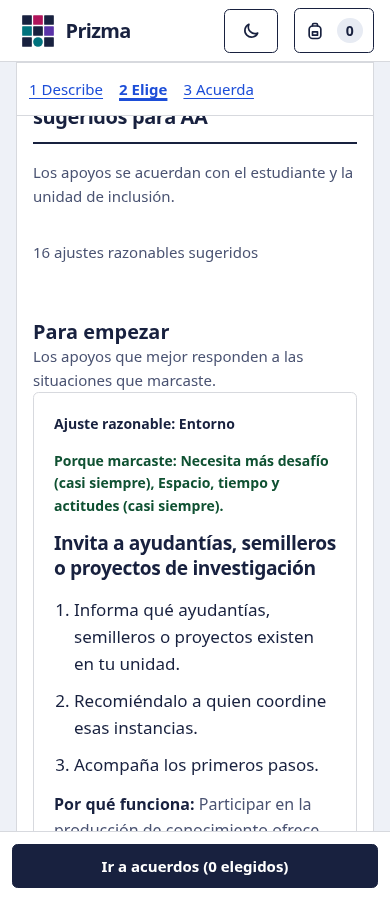 Prizma
0
1 Describe 2 Elige 3 Acuerda
sugeridos para AA
Los apoyos se acuerdan con el estudiante y la
unidad de inclusión.
16 ajustes razonables sugeridos
Para empezar
Los apoyos que mejor responden a las
situaciones que marcaste.
Ajuste razonable: Entorno
Porque marcaste: Necesita más desafío
(casi siempre), Espacio, tiempo y
actitudes (casi siempre).
Invita a ayudantías, semilleros
o proyectos de investigación
1. Informa qué ayudantías,
semilleros o proyectos existen
en tu unidad.
2. Recomiéndalo a quien coordine
esas instancias.
3. Acompaña los primeros pasos.
Por qué funciona: Participar en la
producción de conocimiento ofrece
Ir a acuerdos (0 elegidos)